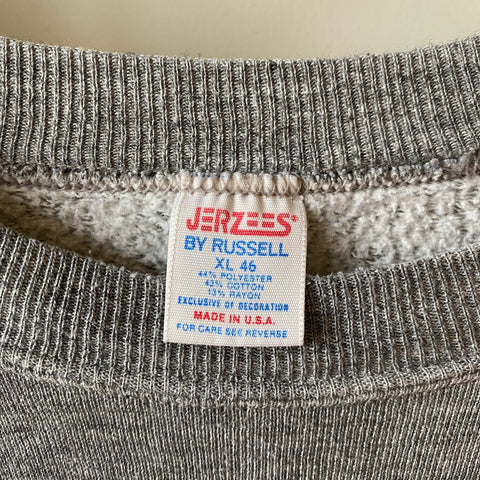 JERZEES
BY RUSSELL
XL 46
44% POLYESTER
43% COTTON
13% RAYON
EXCLUSIVE OF DECORATION
MADE IN U.S.A.
FOR CARE SEE REVERSE